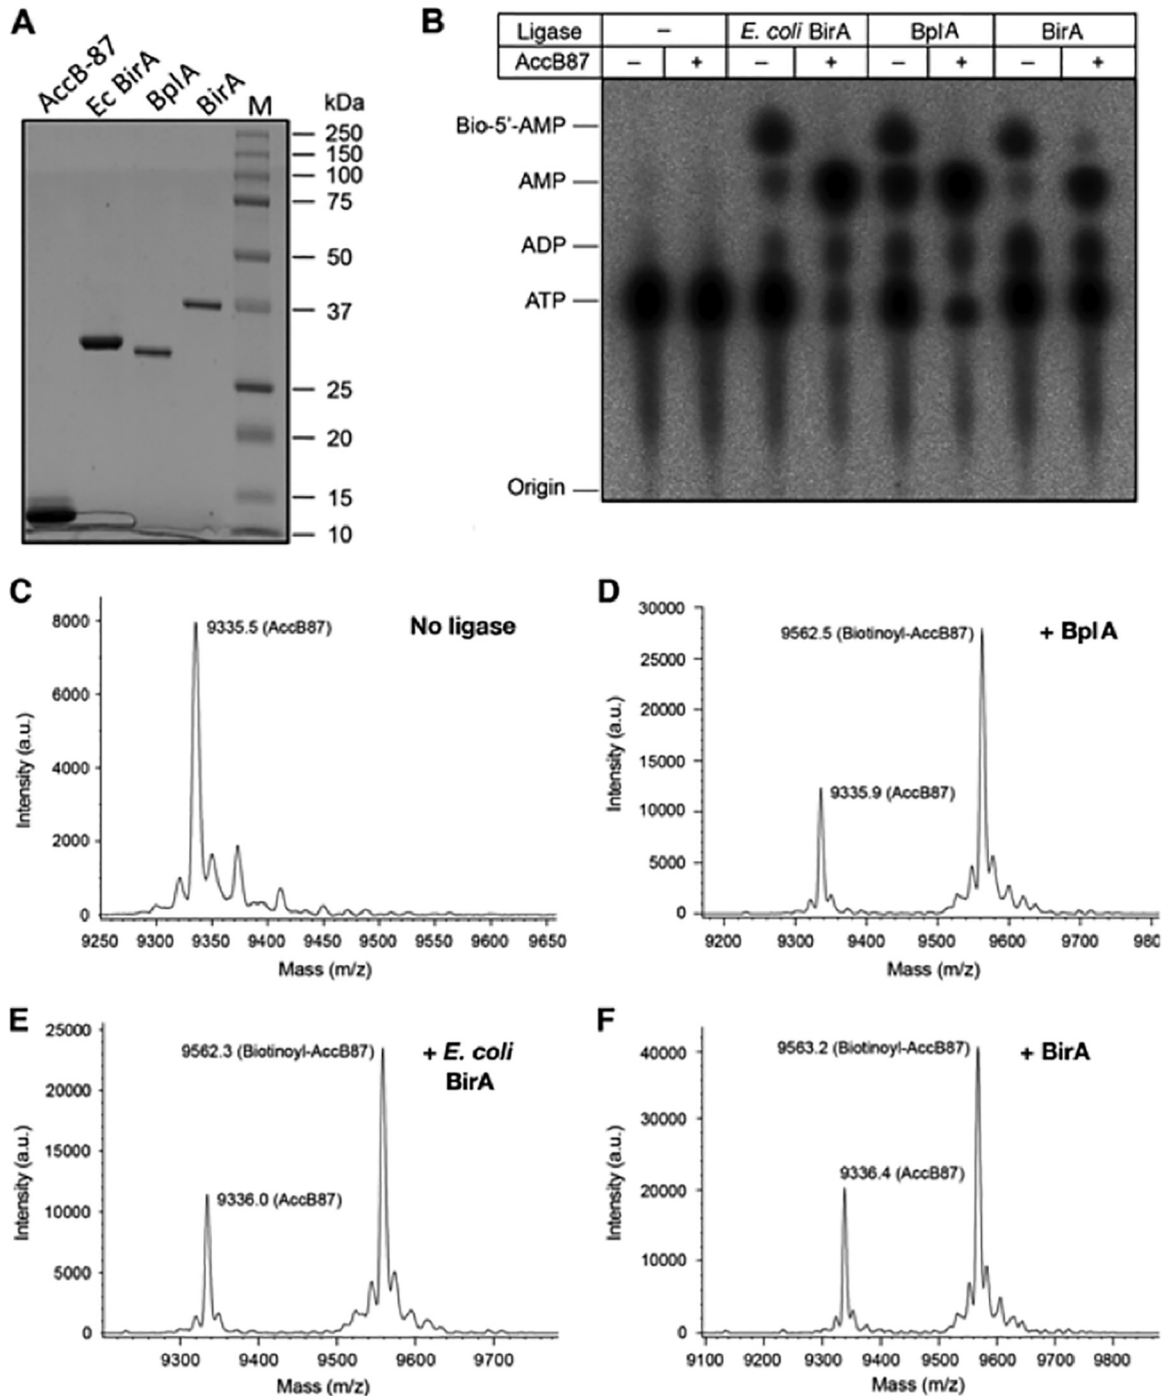 A
AccB-87
Ec BirA
BplA
BirA
M
kDa
250
150
100
75
50
37
25
20
15
10
B
Ligase – E. coli BirA BplA BirA
AccB87 – + – + – + – +
Bio-5'-AMP
AMP
ADP
ATP
Origin
C
No ligase
9335.5 (AccB87)
8000
6000
4000
2000
0
Intensity (a.u.)
9250 9300 9350 9400 9450 9500 9550 9600 9650
Mass (m/z)
D
+ BplA
9562.5 (Biotinoyl-AccB87)
9335.9 (AccB87)
30000
25000
20000
15000
10000
5000
0
Intensity (a.u.)
9200 9300 9400 9500 9600 9700 980
Mass (m/z)
E
+ E. coli
BirA
9562.3 (Biotinoyl-AccB87)
9336.0 (AccB87)
25000
20000
15000
10000
5000
0
Intensity (a.u.)
9300 9400 9500 9600 9700
Mass (m/z)
F
+ BirA
9563.2 (Biotinoyl-AccB87)
9336.4 (AccB87)
40000
30000
20000
10000
0
Intensity (a.u.)
9100 9200 9300 9400 9500 9600 9700 9800
Mass (m/z)